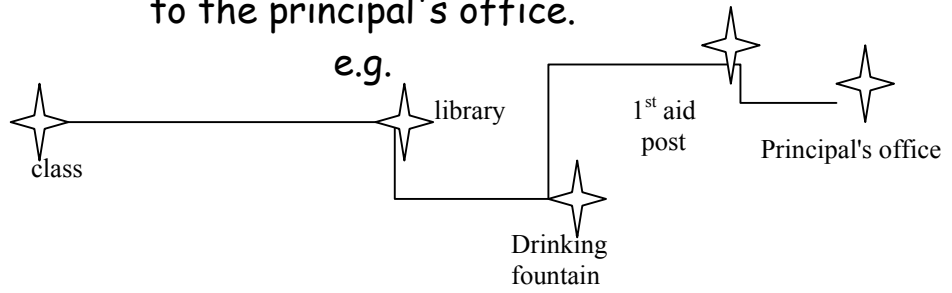 to the principal's office.
e.g.
library
1st aid
post
Principal's office
class
Drinking
fountain